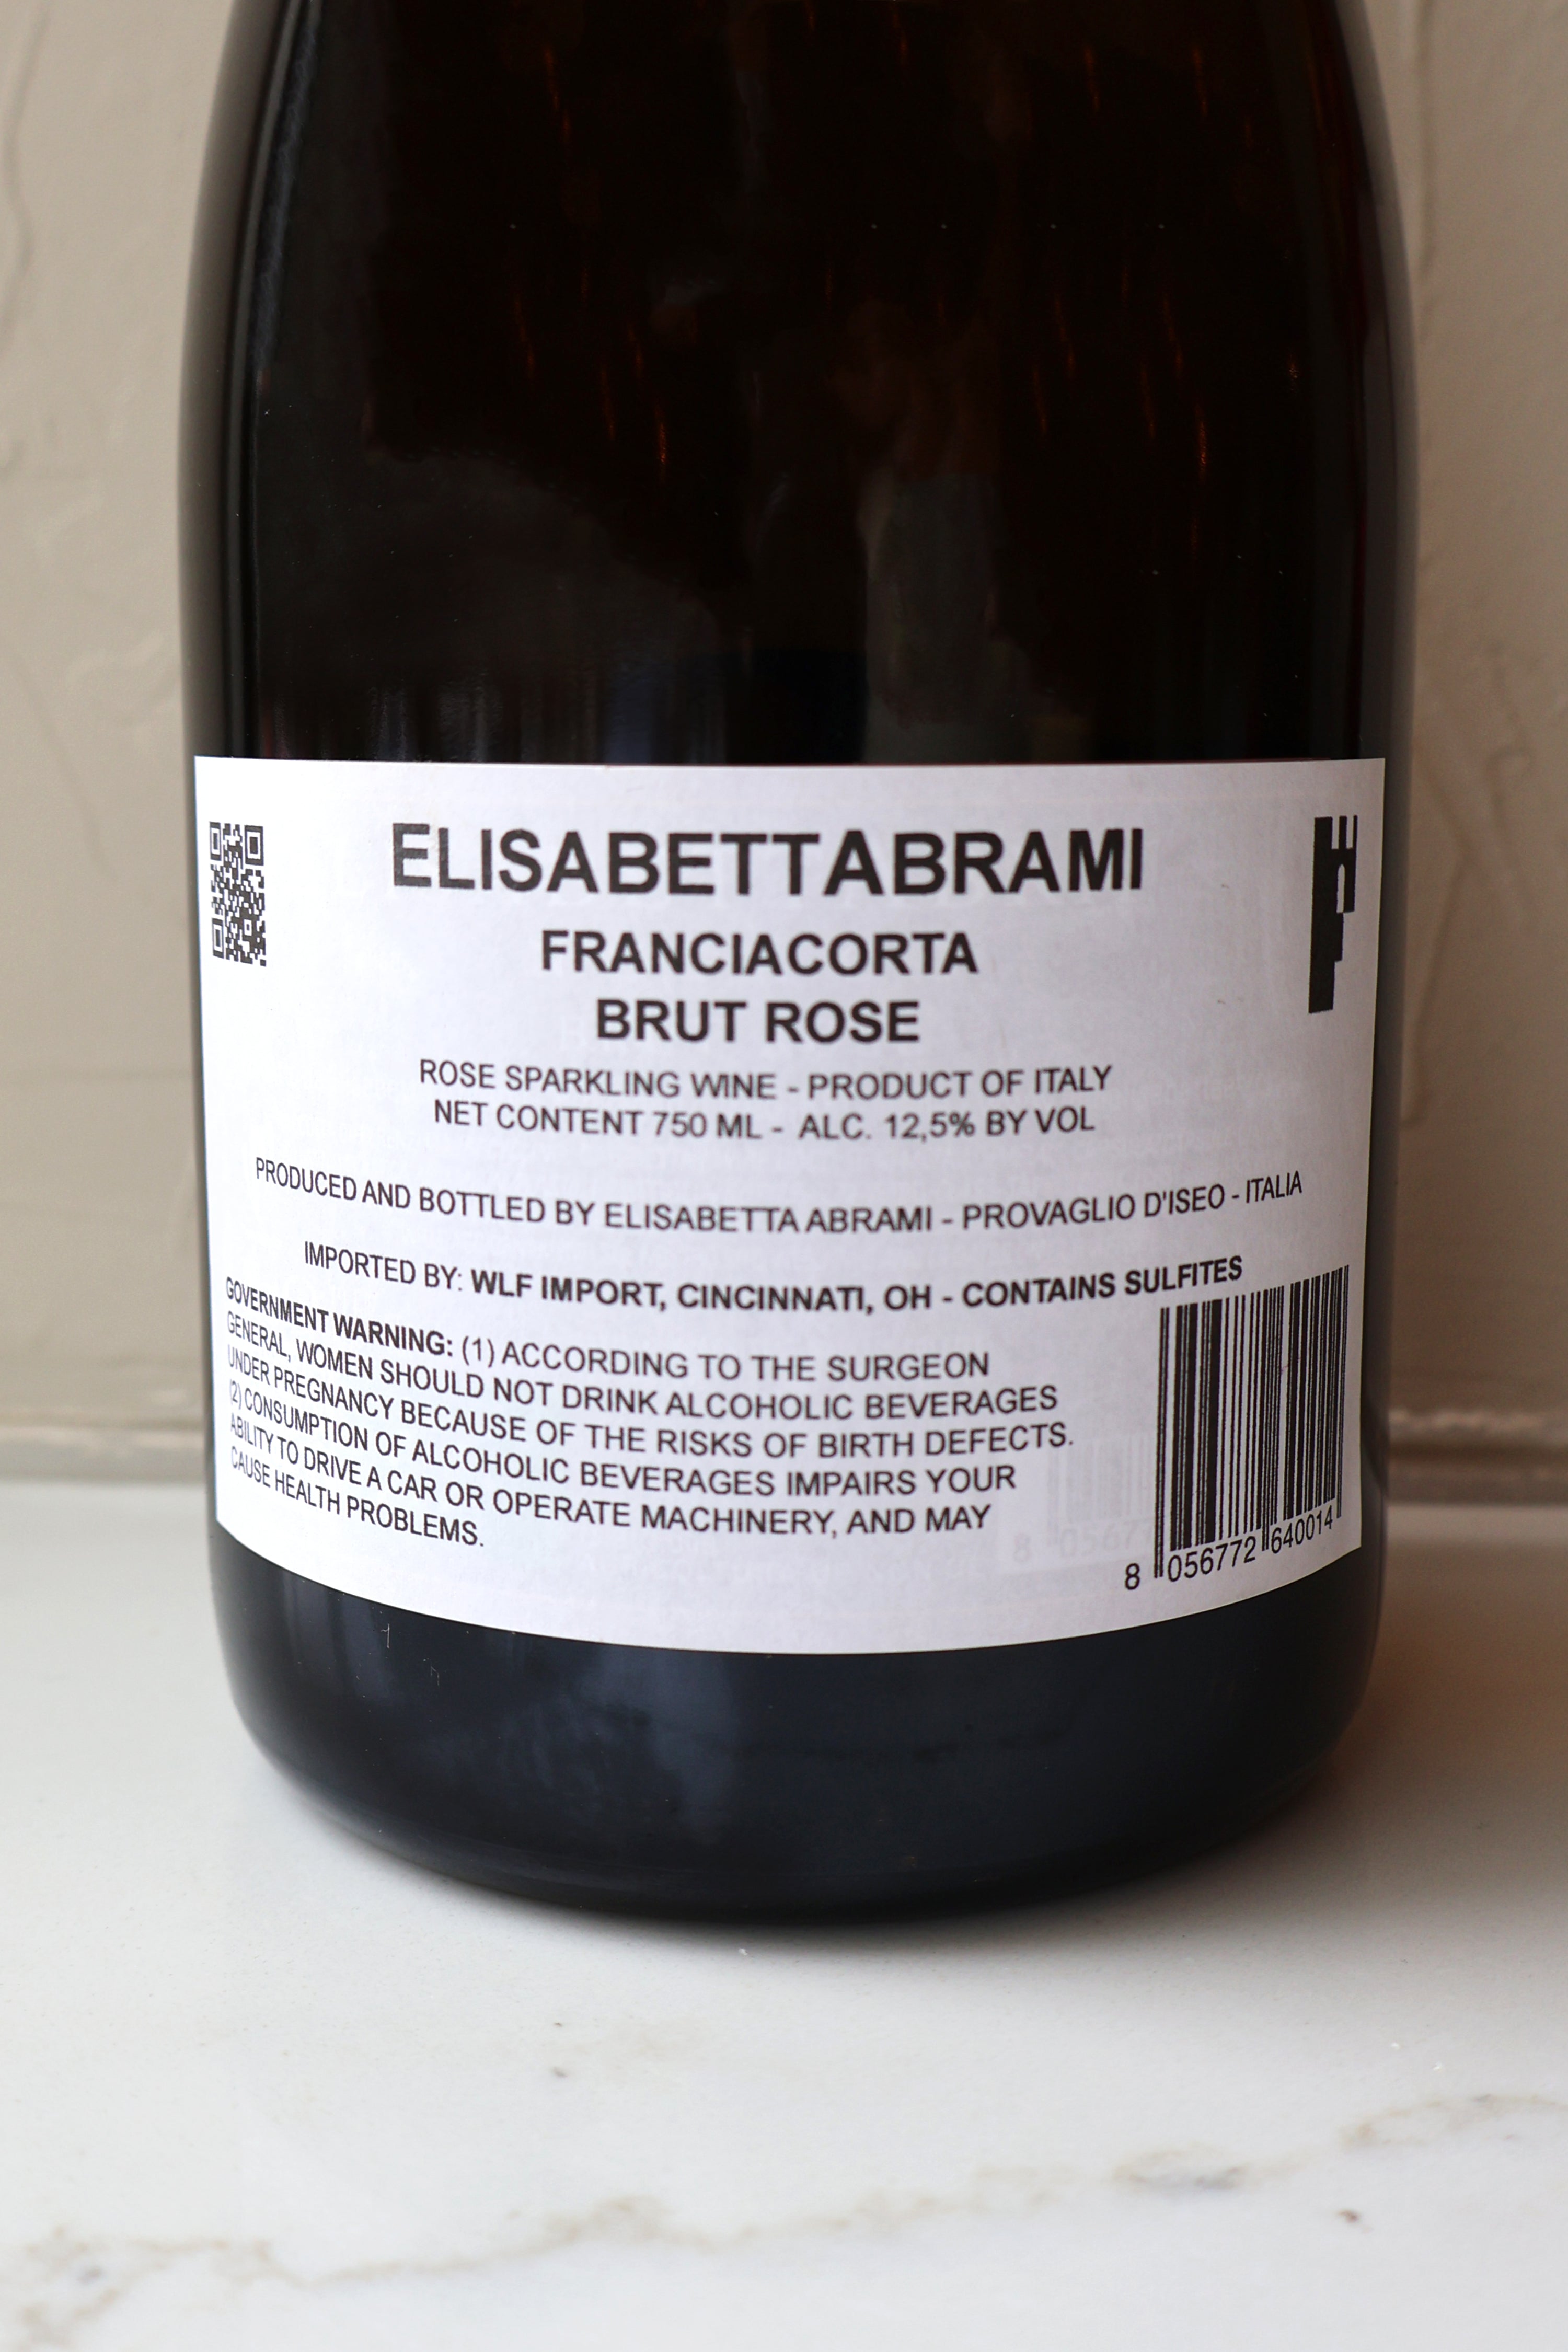 ELISABETTABRAMI
FRANCIACORTA
BRUT ROSE
ROSE SPARKLING WINE - PRODUCT OF ITALY
NET CONTENT 750 ML - ALC. 12,5% BY VOL
PRODUCED AND BOTTLED BY ELISABETTA ABRAMI - PROVAGLIO D'ISEO - ITALIA
IMPORTED BY: WLF IMPORT, CINCINNATI, OH - CONTAINS SULFITES
GOVERNMENT WARNING: (1) ACCORDING TO THE SURGEON
GENERAL, WOMEN SHOULD NOT DRINK ALCOHOLIC BEVERAGES
UNDER PREGNANCY BECAUSE OF THE RISKS OF BIRTH DEFECTS.
(2) CONSUMPTION OF ALCOHOLIC BEVERAGES IMPAIRS YOUR
ABILITY TO DRIVE A CAR OR OPERATE MACHINERY, AND MAY
CAUSE HEALTH PROBLEMS.
8 056772 640014